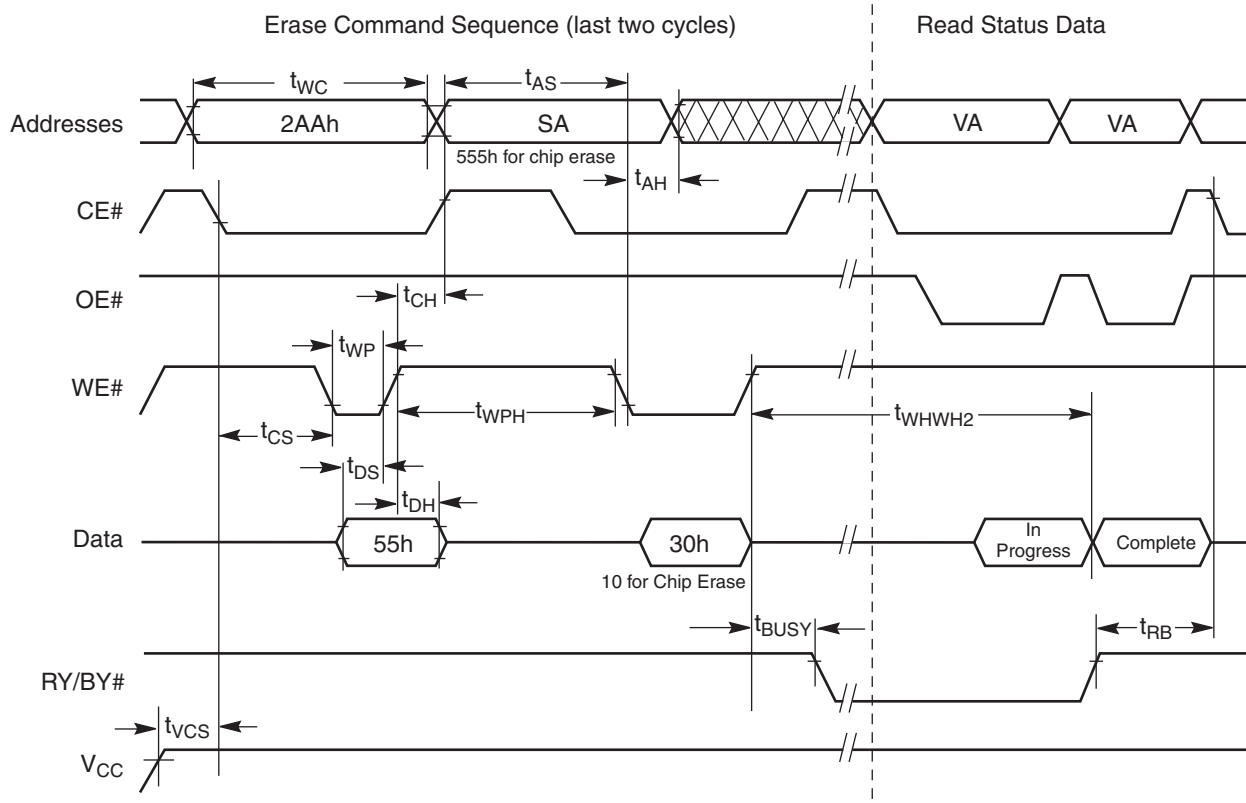 Erase Command Sequence (last two cycles) Read Status Data
tWC tAS
Addresses 2AAh SA VA VA
555h for chip erase
tAH
CE#
OE#
tCH
tWP
WE#
tWPH tWHWH2
tCS
tDS
tDH
Data 55h 30h In Progress Complete
10 for Chip Erase
tBUSY tRB
RY/BY#
tVCS
VCC